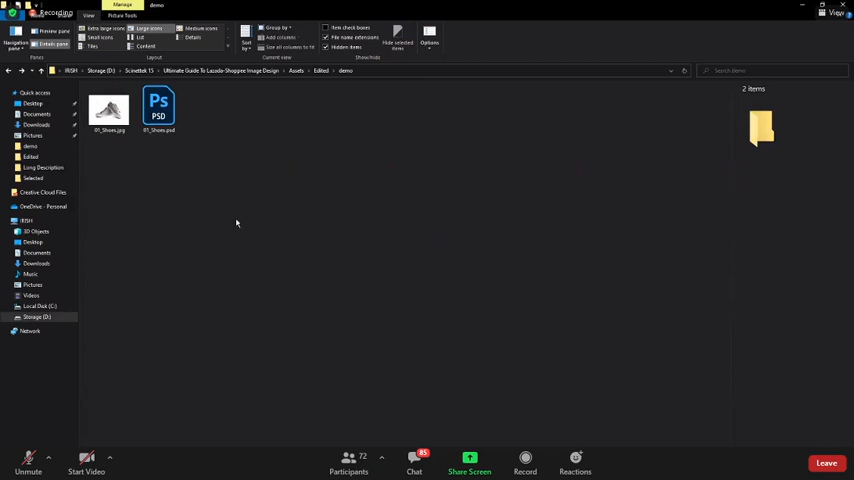 Recording
Manage
demo
View
Picture Tools
View
Navigation pane
Preview pane
Details pane
Panes
Extra large icons
Large icons
Medium icons
Small icons
List
Details
Tiles
Content
Layout
Sort by
Group by
Add columns
Size all columns to fit
Current view
Item check boxes
File name extensions
Hidden items
Hide selected items
Show/hide
Options
IRISH > Storage (D:) > Scinettek 15 > Ultimate Guide To Lazada-Shoppee Image Design > Assets > Edited > demo
Search demo
Quick access
Desktop
Documents
Downloads
Pictures
demo
Edited
Long Description
Selected
Creative Cloud Files
OneDrive - Personal
IRISH
3D Objects
Desktop
Documents
Downloads
Music
Pictures
Videos
Local Disk (C:)
Storage (D:)
Network
01_Shoes.jpg
Ps
PSD
01_Shoes.psd
2 items
Unmute
Start Video
72
Participants
85
Chat
Share Screen
Record
Reactions
Leave